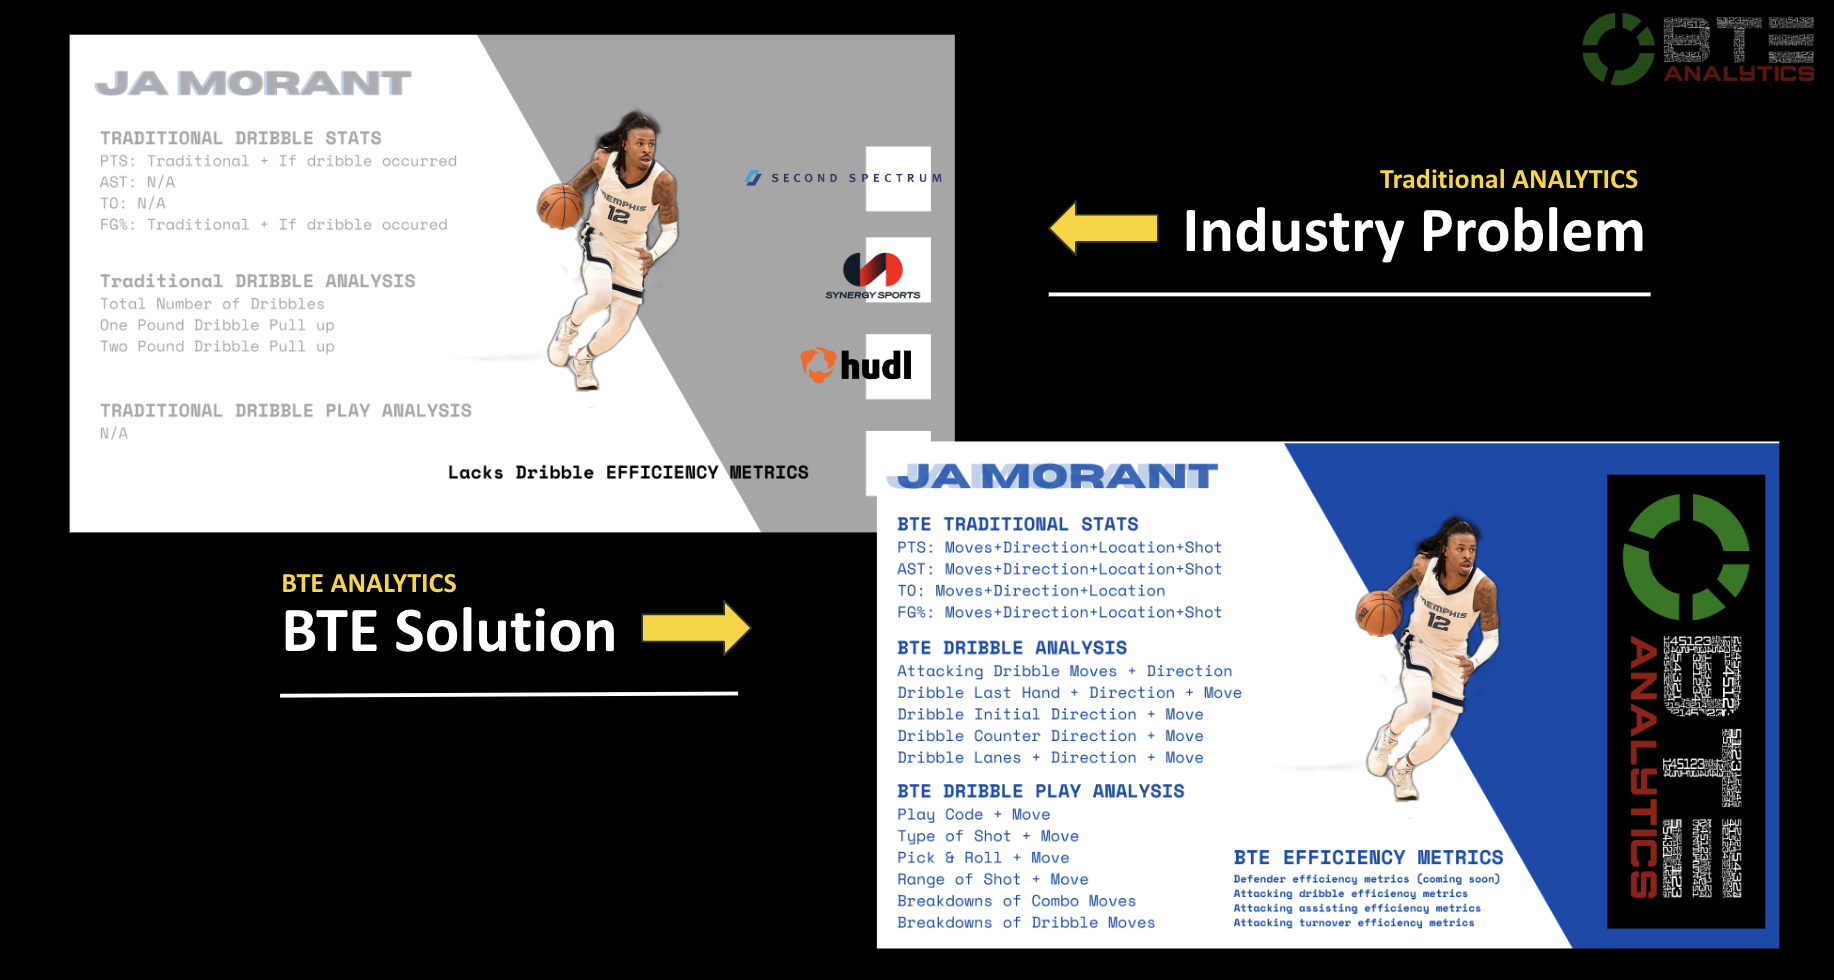 BTE
ANALYTICS
JA MORANT
TRADITIONAL DRIBBLE STATS
PTS: Traditional + If dribble occurred
AST: N/A
TO: N/A
FG%: Traditional + If dribble occured
Traditional DRIBBLE ANALYSIS
Total Number of Dribbles
One Pound Dribble Pull up
Two Pound Dribble Pull up
TRADITIONAL DRIBBLE PLAY ANALYSIS
N/A
Lacks Dribble EFFICIENCY METRICS
MEMPHIS
12
SECOND SPECTRUM
SYNERGY SPORTS
hudl
Traditional ANALYTICS
Industry Problem
BTE ANALYTICS
BTE Solution
JA MORANT
BTE TRADITIONAL STATS
PTS: Moves+Direction+Location+Shot
AST: Moves+Direction+Location+Shot
TO: Moves+Direction+Location
FG%: Moves+Direction+Location+Shot
BTE DRIBBLE ANALYSIS
Attacking Dribble Moves + Direction
Dribble Last Hand + Direction + Move
Dribble Initial Direction + Move
Dribble Counter Direction + Move
Dribble Lanes + Direction + Move
BTE DRIBBLE PLAY ANALYSIS
Play Code + Move
Type of Shot + Move
Pick & Roll + Move
Range of Shot + Move
Breakdowns of Combo Moves
Breakdowns of Dribble Moves
BTE EFFICIENCY METRICS
Defender efficiency metrics (coming soon)
Attacking dribble efficiency metrics
Attacking assisting efficiency metrics
Attacking turnover efficiency metrics
MEMPHIS
12
BTE
ANALYTICS